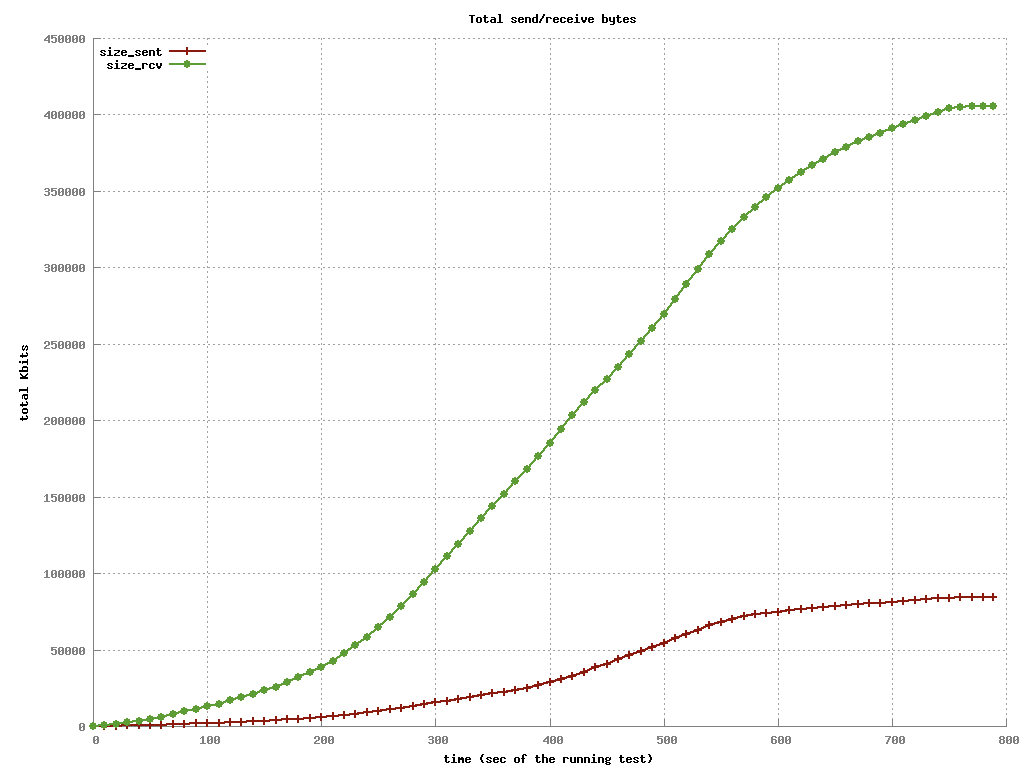 Total send/receive bytes
size_sent
size_rcv
450000
400000
350000
300000
250000
200000
150000
100000
50000
0
total Kbits
0 100 200 300 400 500 600 700 800
time (sec of the running test)